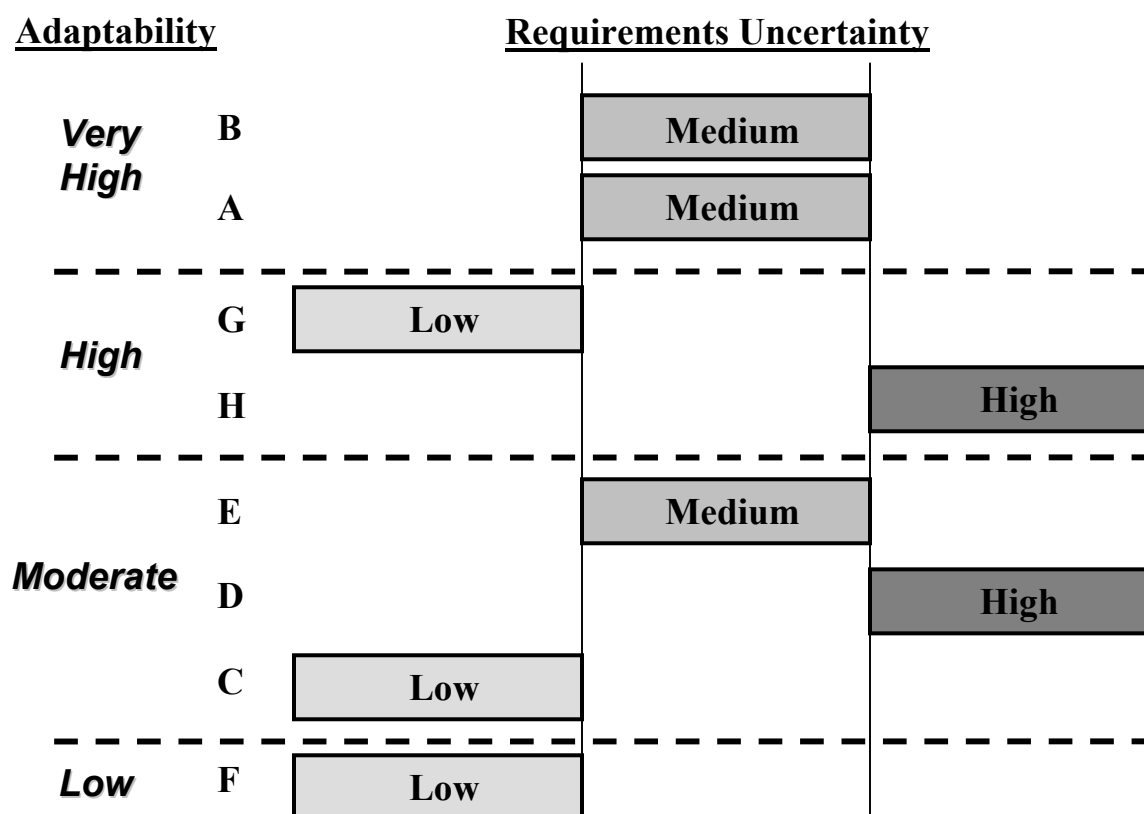 Adaptability Requirements Uncertainty
Very
High
B Medium
A Medium
High
G Low
H High
Moderate
E Medium
D High
C Low
Low
F Low